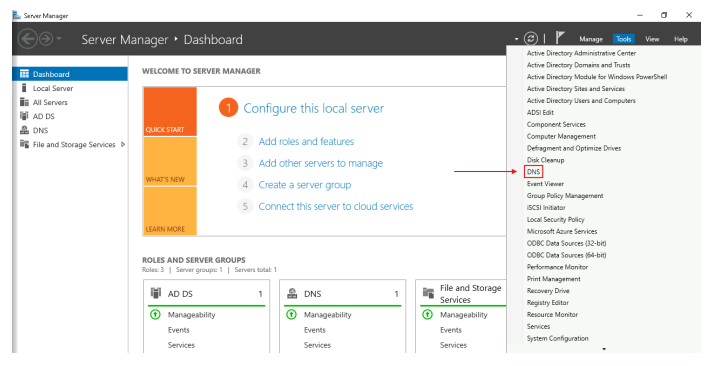 Server Manager
Server Manager • Dashboard
Manage Tools View Help
Dashboard
Local Server
All Servers
AD DS
DNS
File and Storage Services
WELCOME TO SERVER MANAGER
QUICK START
WHAT'S NEW
LEARN MORE
1 Configure this local server
2 Add roles and features
3 Add other servers to manage
4 Create a server group
5 Connect this server to cloud services
ROLES AND SERVER GROUPS
Roles: 3 | Server groups: 1 | Servers total: 1
AD DS 1
Manageability
Events
Services
DNS 1
Manageability
Events
Services
File and Storage
Services
Manageability
Events
Services
Active Directory Administrative Center
Active Directory Domains and Trusts
Active Directory Module for Windows PowerShell
Active Directory Sites and Services
Active Directory Users and Computers
ADSI Edit
Component Services
Computer Management
Defragment and Optimize Drives
Disk Cleanup
DNS
Event Viewer
Group Policy Management
iSCSI Initiator
Local Security Policy
Microsoft Azure Services
ODBC Data Sources (32-bit)
ODBC Data Sources (64-bit)
Performance Monitor
Print Management
Recovery Drive
Registry Editor
Resource Monitor
Services
System Configuration